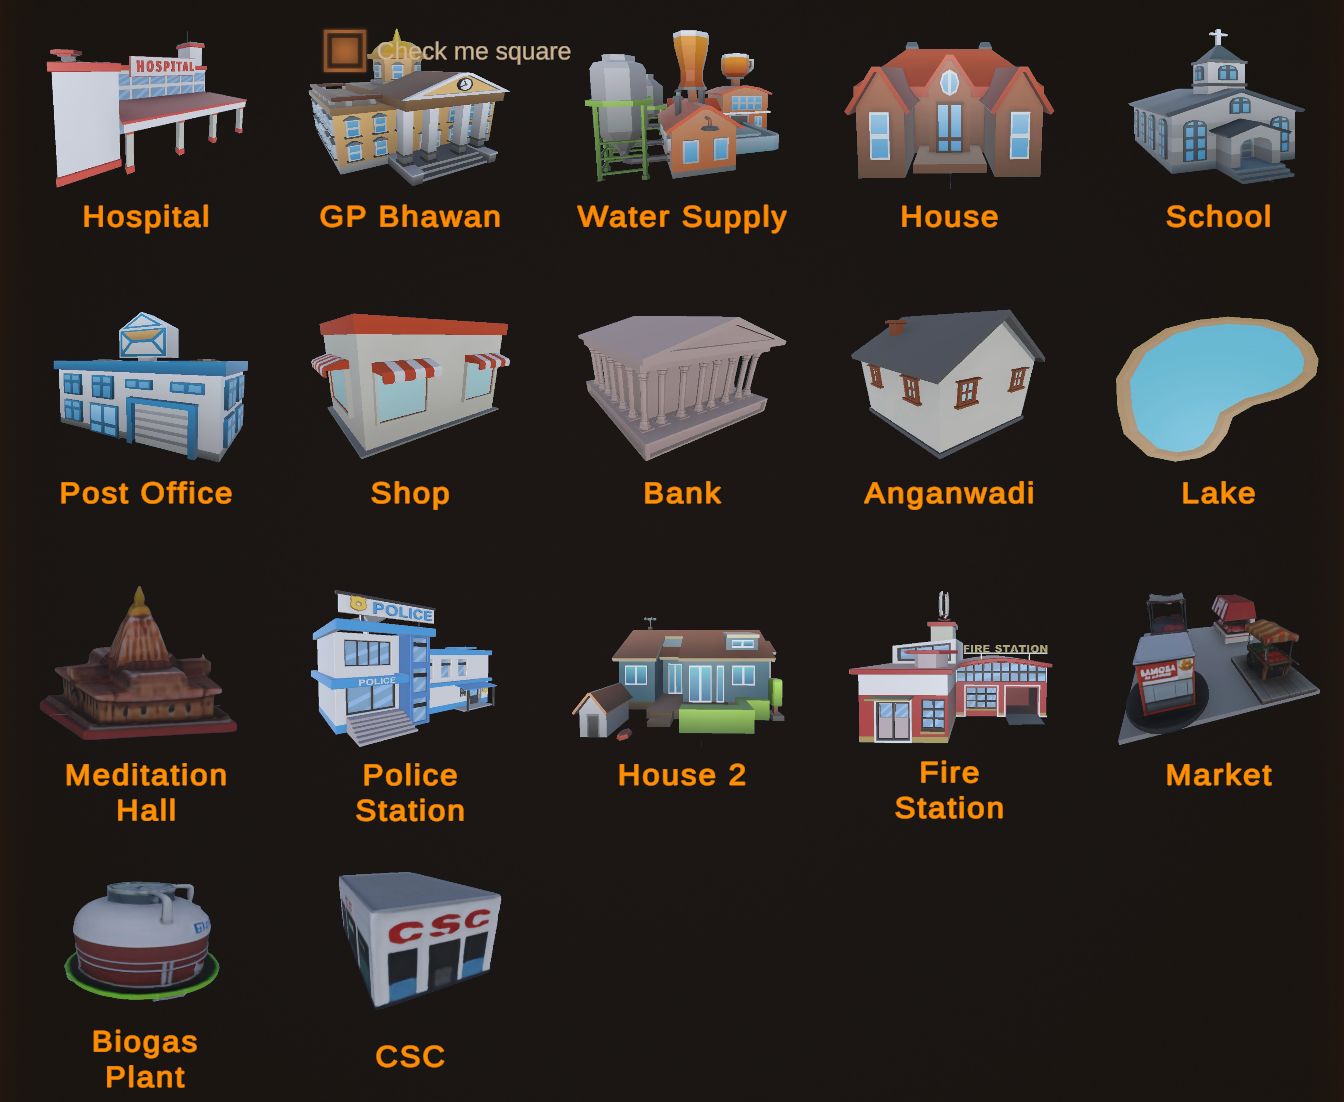 HOSPITAL
Check me square
Hospital
GP Bhawan
Water Supply
House
School
Post Office
Shop
Bank
Anganwadi
Lake
POLICE
POLICE
FIRE STATION
SAMOSA
Meditation
Hall
Police
Station
House 2
Fire
Station
Market
CSC
Biogas
Plant
CSC